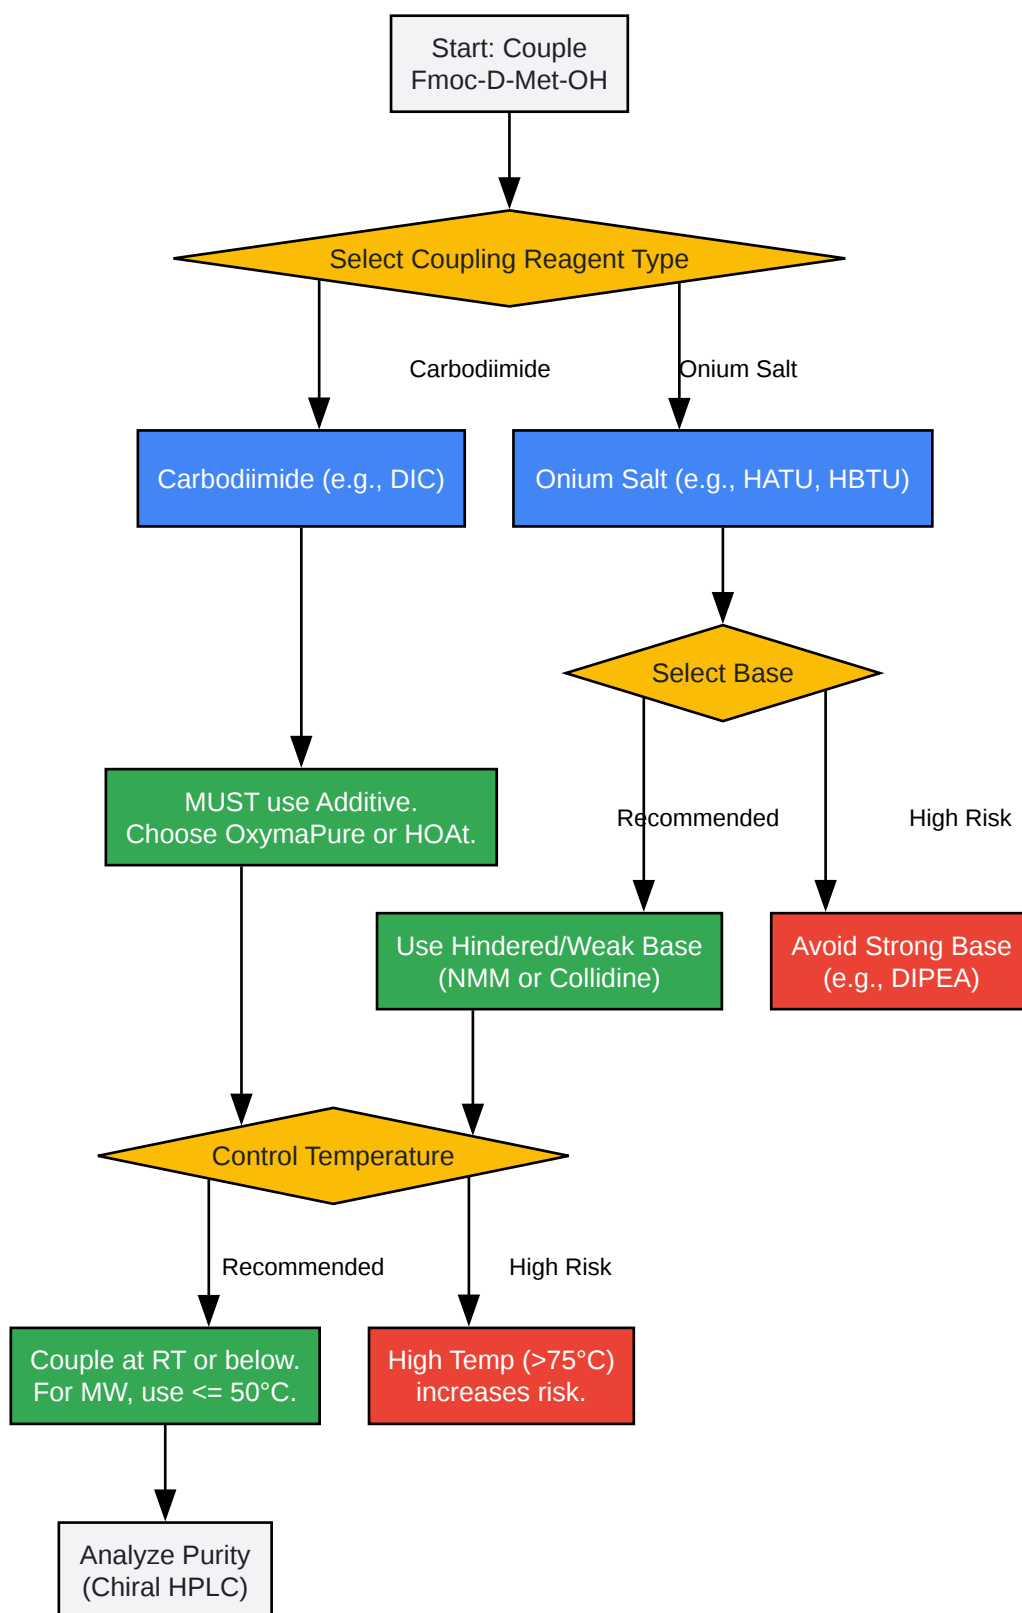 Start: Couple
Fmoc-D-Met-OH
Select Coupling Reagent Type
Carbodiimide
Onium Salt
Carbodiimide (e.g., DIC)
Onium Salt (e.g., HATU, HBTU)
Select Base
MUST use Additive.
Choose OxymaPure or HOAt.
Recommended
High Risk
Use Hindered/Weak Base
(NMM or Collidine)
Avoid Strong Base
(e.g., DIPEA)
Control Temperature
Recommended
High Risk
Couple at RT or below.
For MW, use <= 50°C.
High Temp (>75°C)
increases risk.
Analyze Purity
(Chiral HPLC)